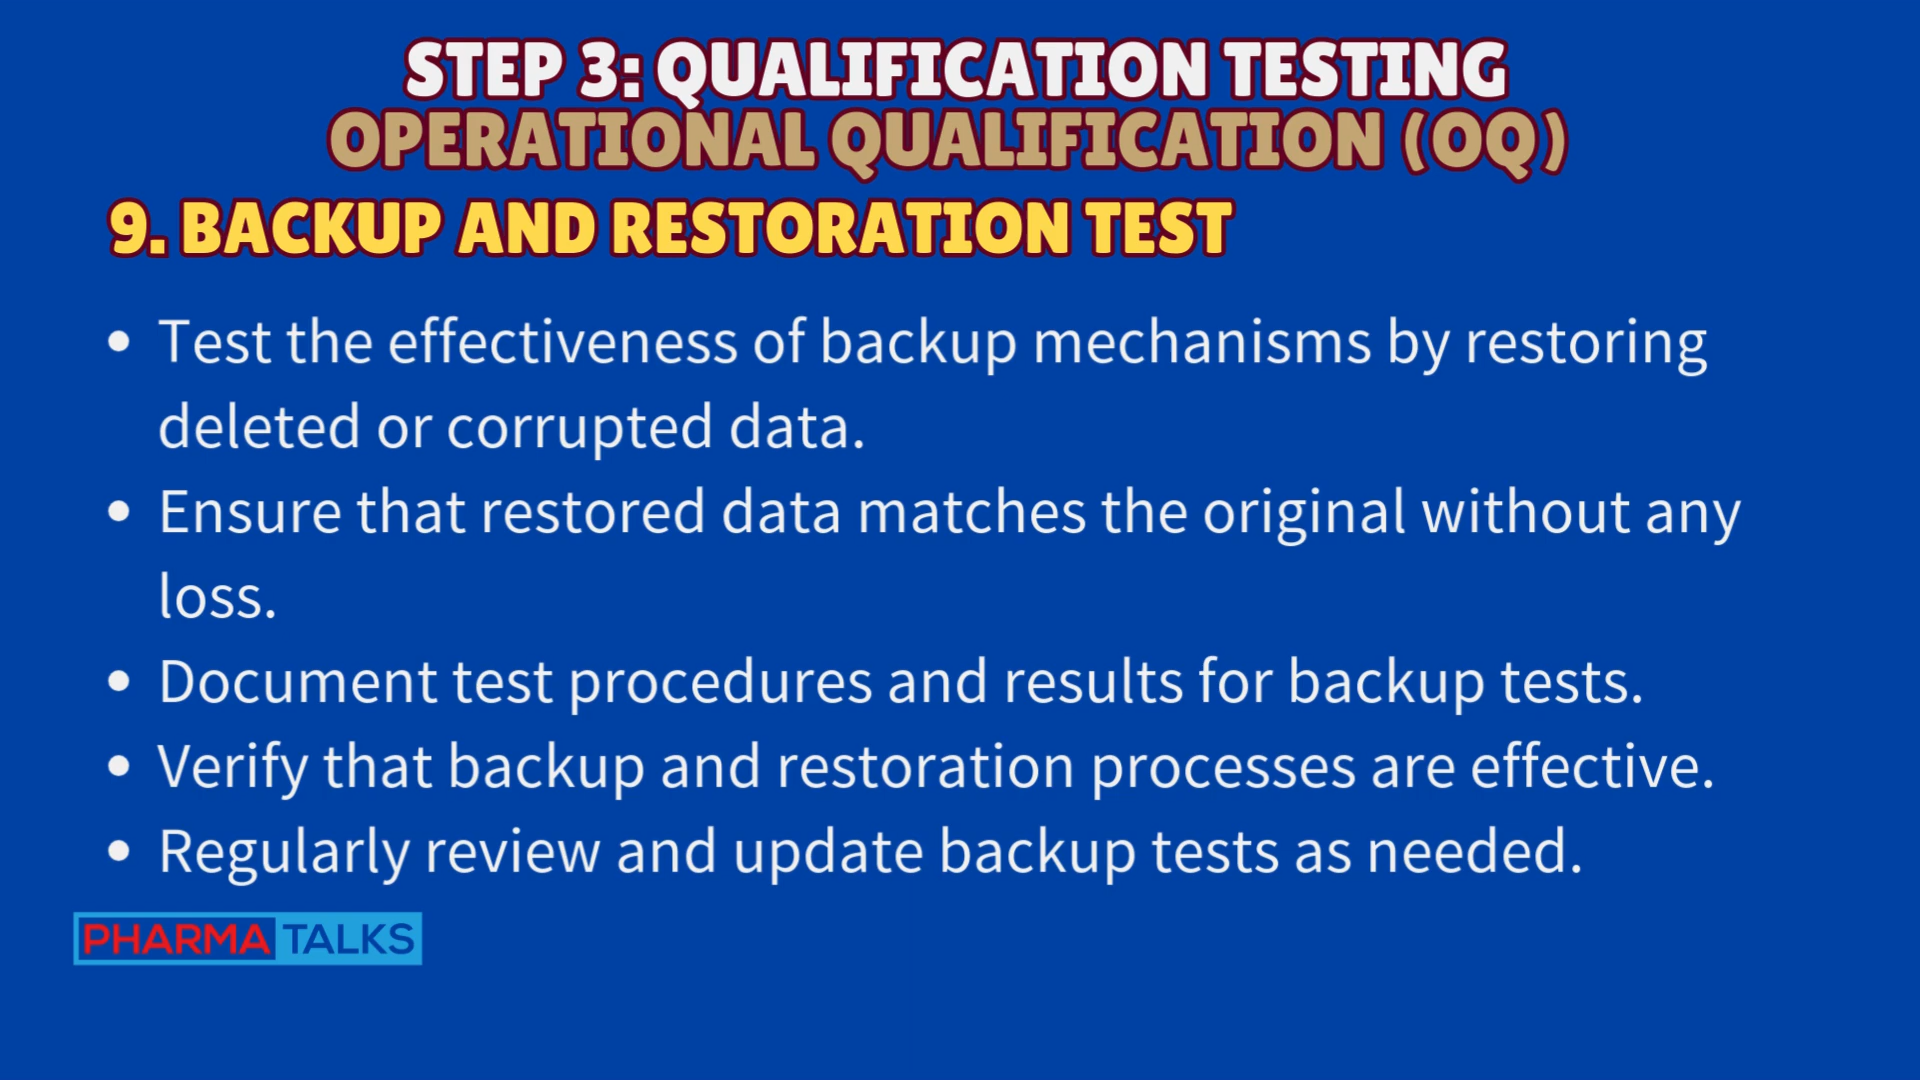 STEP 3: QUALIFICATION TESTING
OPERATIONAL QUALIFICATION (OQ)
9. BACKUP AND RESTORATION TEST
• Test the effectiveness of backup mechanisms by restoring
deleted or corrupted data.
• Ensure that restored data matches the original without any
loss.
• Document test procedures and results for backup tests.
• Verify that backup and restoration processes are effective.
• Regularly review and update backup tests as needed.
PHARMA TALKS